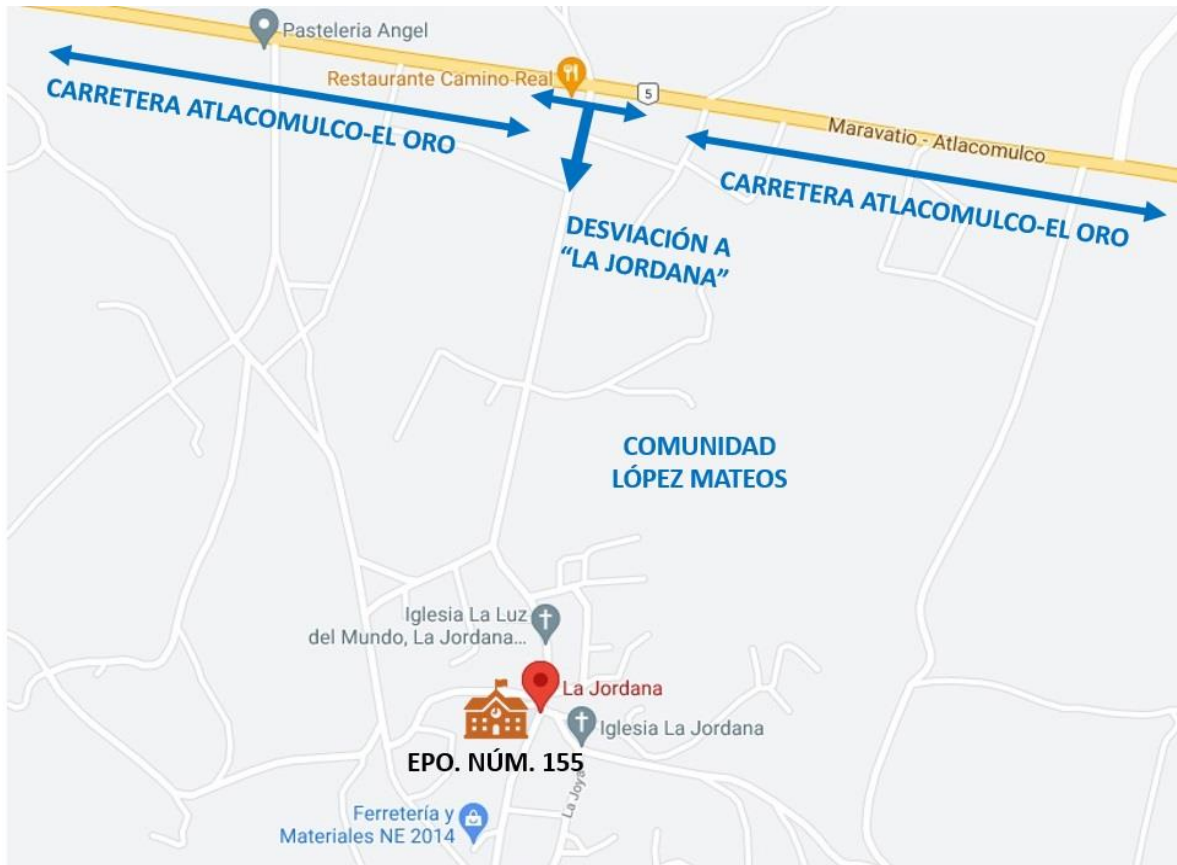 Pasteleria Angel
Restaurante Camino Real
5
CARRETERA ATLACOMULCO-EL ORO
Maravatio - Atlacomulco
CARRETERA ATLACOMULCO-EL ORO
DESVIACIÓN A
“LA JORDANA”
COMUNIDAD
LÓPEZ MATEOS
Iglesia La Luz
del Mundo, La Jordana...
La Jordana
Iglesia La Jordana
EPO. NÚM. 155
La Joya
Ferretería y
Materiales NE 2014